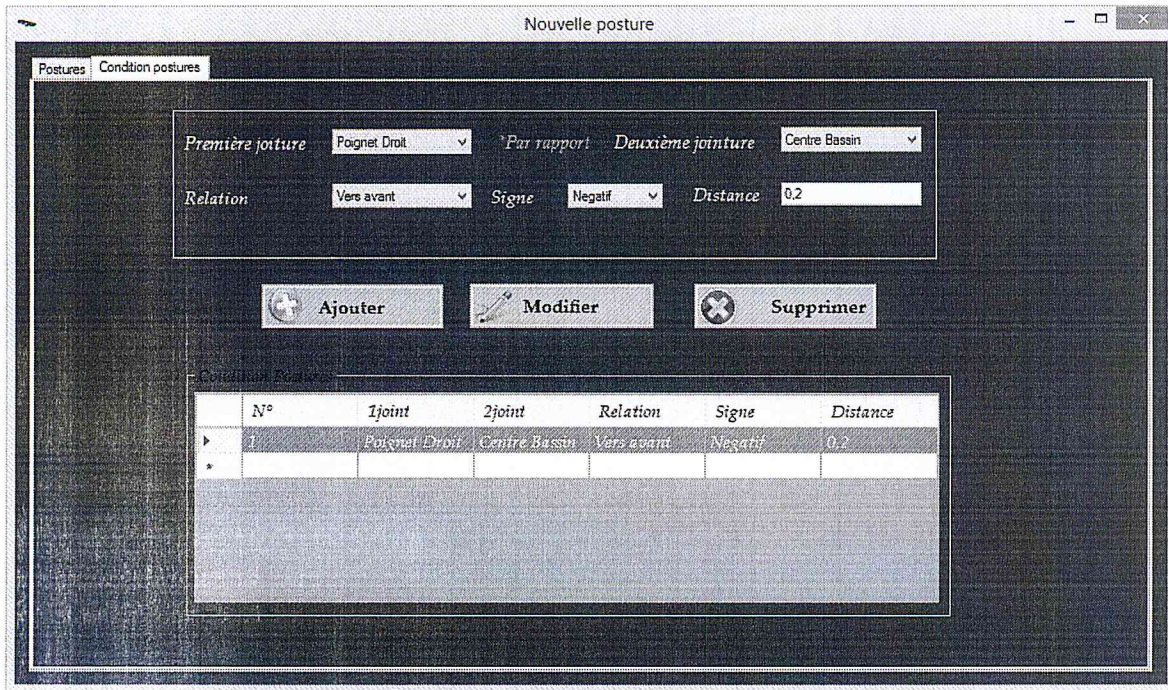 Nouvelle posture
Postures Condition postures
Première joiture Poignet Droit *Par rapport Deuxième jointure Centre Bassin
Relation Vers avant Signe Negatif Distance 0,2
Ajouter Modifier Supprimer
Condition Postures
N° 1joint 2joint Relation Signe Distance
1 Poignet Droit Centre Bassin Vers avant Negatif 0,2